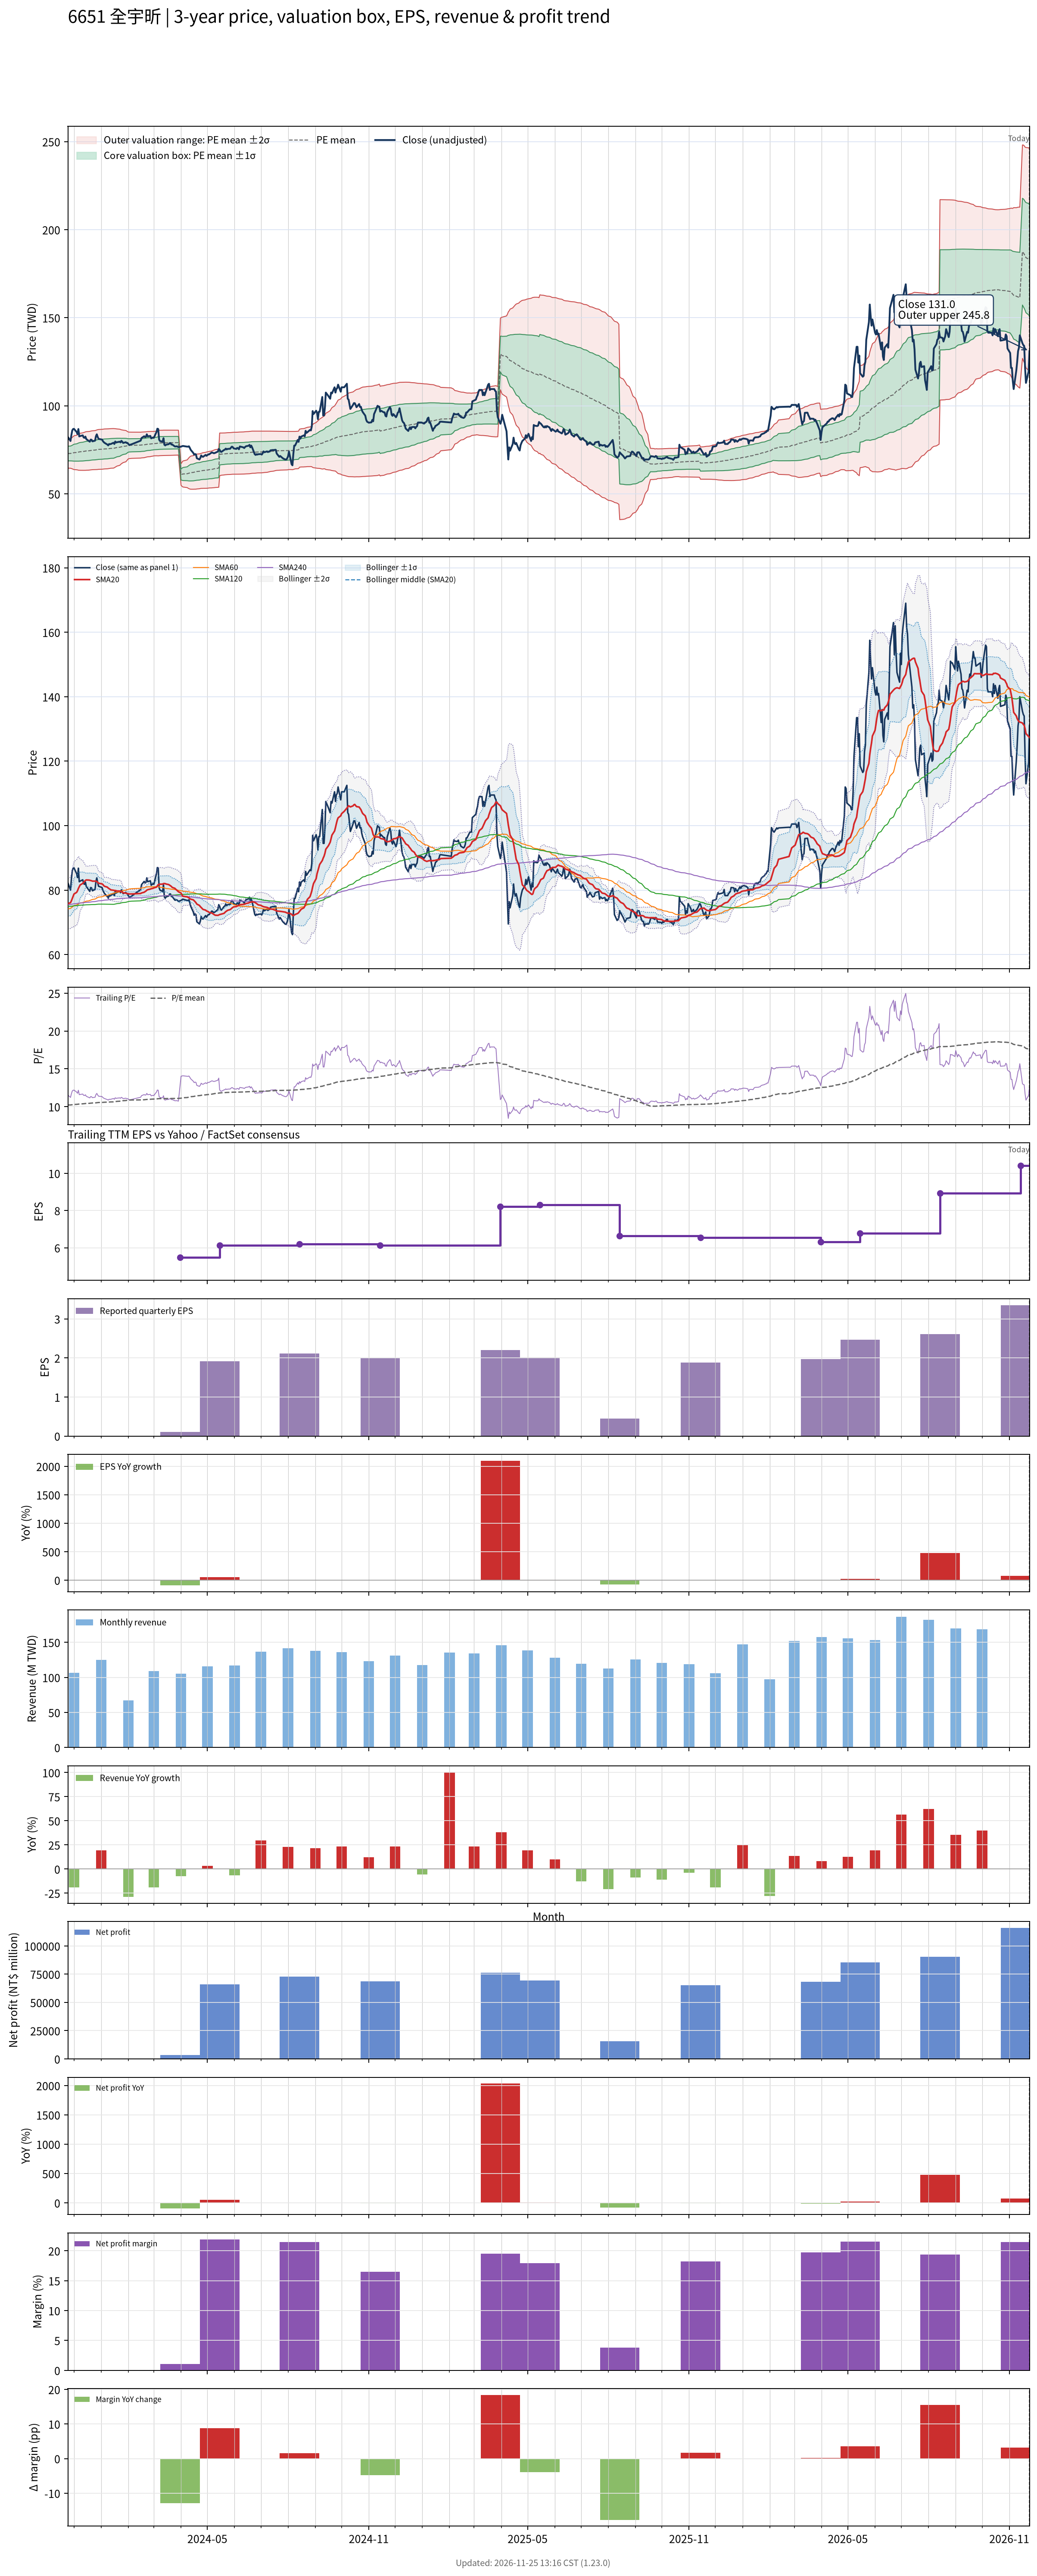 6651 全宇昕 | 3-year price, valuation box, EPS, revenue & profit trend
Outer valuation range: PE mean ±2σ
Core valuation box: PE mean ±1σ
PE mean
Close (unadjusted)
Today
Close 131.0
Outer upper 245.8
Price (TWD)
250
200
150
100
50
Close (same as panel 1)
SMA20
SMA60
SMA120
SMA240
Bollinger ±2σ
Bollinger ±1σ
Bollinger middle (SMA20)
Price
180
160
140
120
100
80
60
Trailing P/E
P/E mean
P/E
25
20
15
10
Trailing TTM EPS vs Yahoo / FactSet consensus
Today
EPS
10
8
6
Reported quarterly EPS
EPS
3
2
1
0
EPS YoY growth
YoY (%)
2000
1500
1000
500
0
Monthly revenue
Revenue (M TWD)
150
100
50
0
Revenue YoY growth
YoY (%)
100
75
50
25
0
-25
Month
Net profit
Net profit (NT$ million)
100000
75000
50000
25000
0
Net profit YoY
YoY (%)
2000
1500
1000
500
0
Net profit margin
Margin (%)
20
15
10
5
0
Margin YoY change
Δ margin (pp)
20
10
0
-10
2024-05
2024-11
2025-05
2025-11
2026-05
2026-11
Updated: 2026-11-25 13:16 CST (1.23.0)